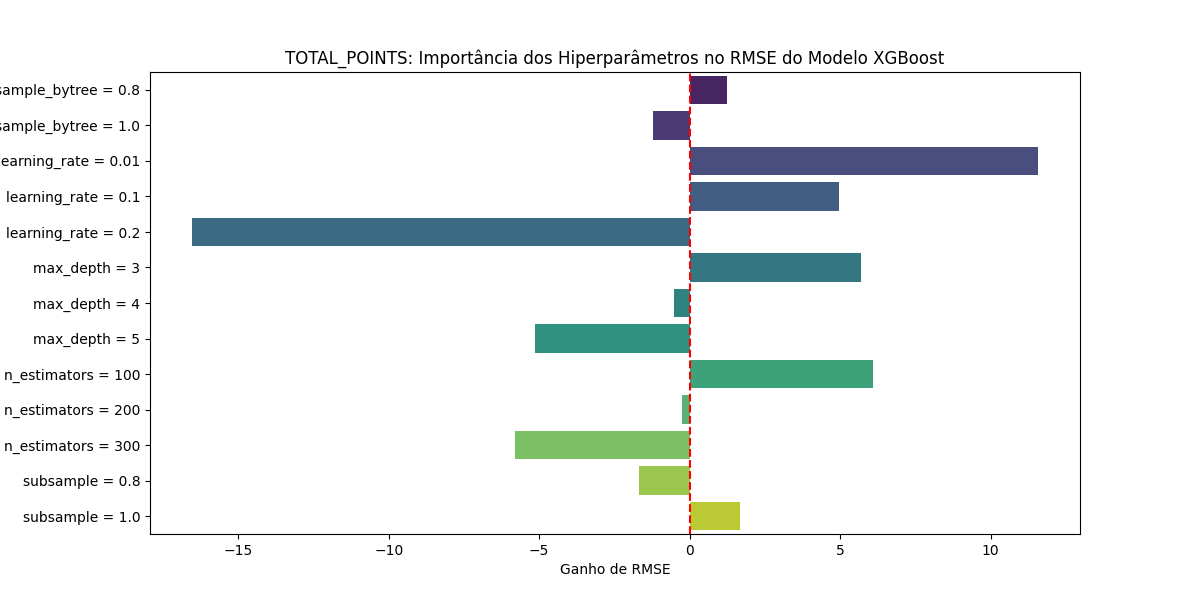 TOTAL_POINTS: Importância dos Hiperparâmetros no RMSE do Modelo XGBoost
sample_bytree = 0.8
sample_bytree = 1.0
earning_rate = 0.01
learning_rate = 0.1
learning_rate = 0.2
max_depth = 3
max_depth = 4
max_depth = 5
n_estimators = 100
n_estimators = 200
n_estimators = 300
subsample = 0.8
subsample = 1.0
−15 −10 −5 0 5 10
Ganho de RMSE